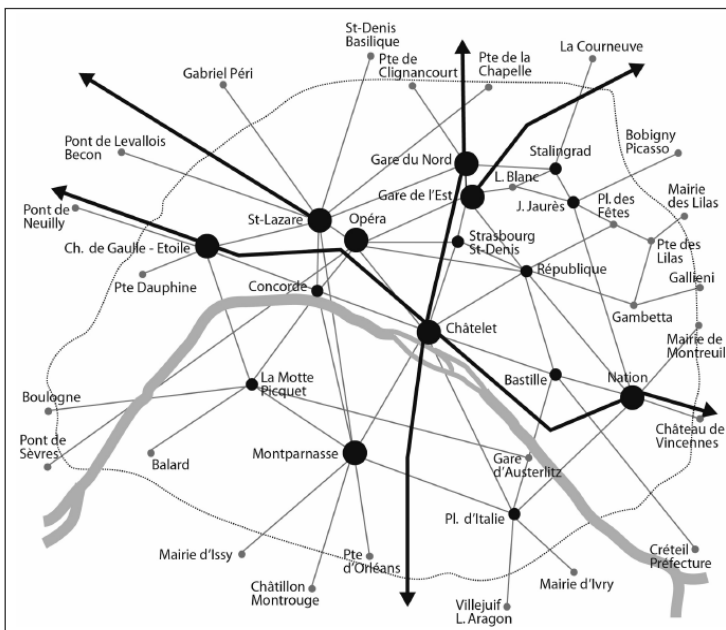 St-Denis
Basilique
La Courneuve
Pte de
Clignancourt
Pte de la
Chapelle
Gabriel Péri
Bobigny
Picasso
Pont de Levallois
Becon
Gare du Nord
Stalingrad
L. Blanc
Gare de l'Est
J. Jaurès
Pl. des
Fêtes
Mairie
des Lilas
Pont de
Neuilly
St-Lazare
Opéra
Ch. de Gaulle - Etoile
Strasbourg
St-Denis
Pte des
Lilas
République
Gallieni
Pte Dauphine
Concorde
Gambetta
Châtelet
Mairie de
Montreuil
La Motte
Picquet
Bastille
Nation
Boulogne
Château de
Vincennes
Pont de
Sèvres
Balard
Montparnasse
Gare
d'Austerlitz
Pl. d'Italie
Mairie d'Issy
Pte
d'Orléans
Créteil
Préfecture
Châtillon
Montrouge
Mairie d'Ivry
Villejuif
L. Aragon